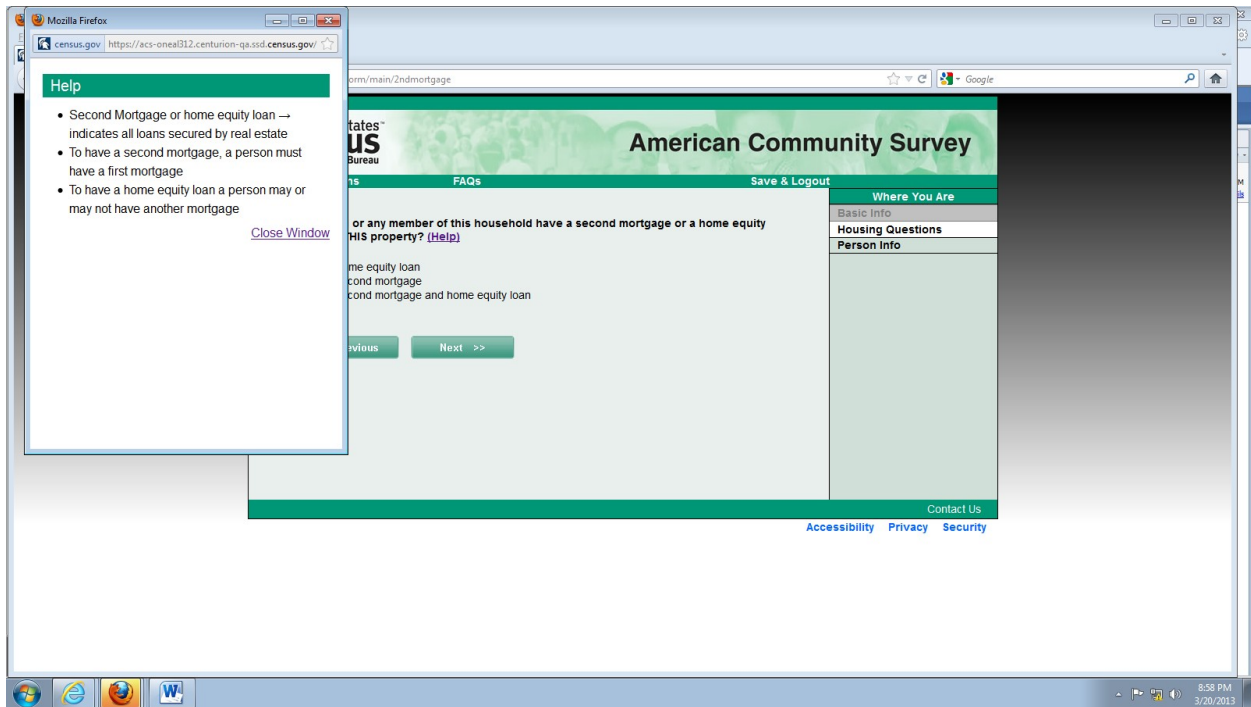 Mozilla Firefox
census.gov https://acs-oneal312.centurion-qa.ssd.census.gov/
Help
• Second Mortgage or home equity loan →
indicates all loans secured by real estate
• To have a second mortgage, a person must
have a first mortgage
• To have a home equity loan a person may or
may not have another mortgage
Close Window
orm/main/2ndmortgage
Google
tates™
us
Bureau
American Community Survey
ns FAQs Save & Logout
or any member of this household have a second mortgage or a home equity
HIS property? (Help)
me equity loan
cond mortgage
cond mortgage and home equity loan
evious Next >>
Where You Are
Basic Info
Housing Questions
Person Info
Contact Us
Accessibility Privacy Security
W
8:58 PM
3/20/2013